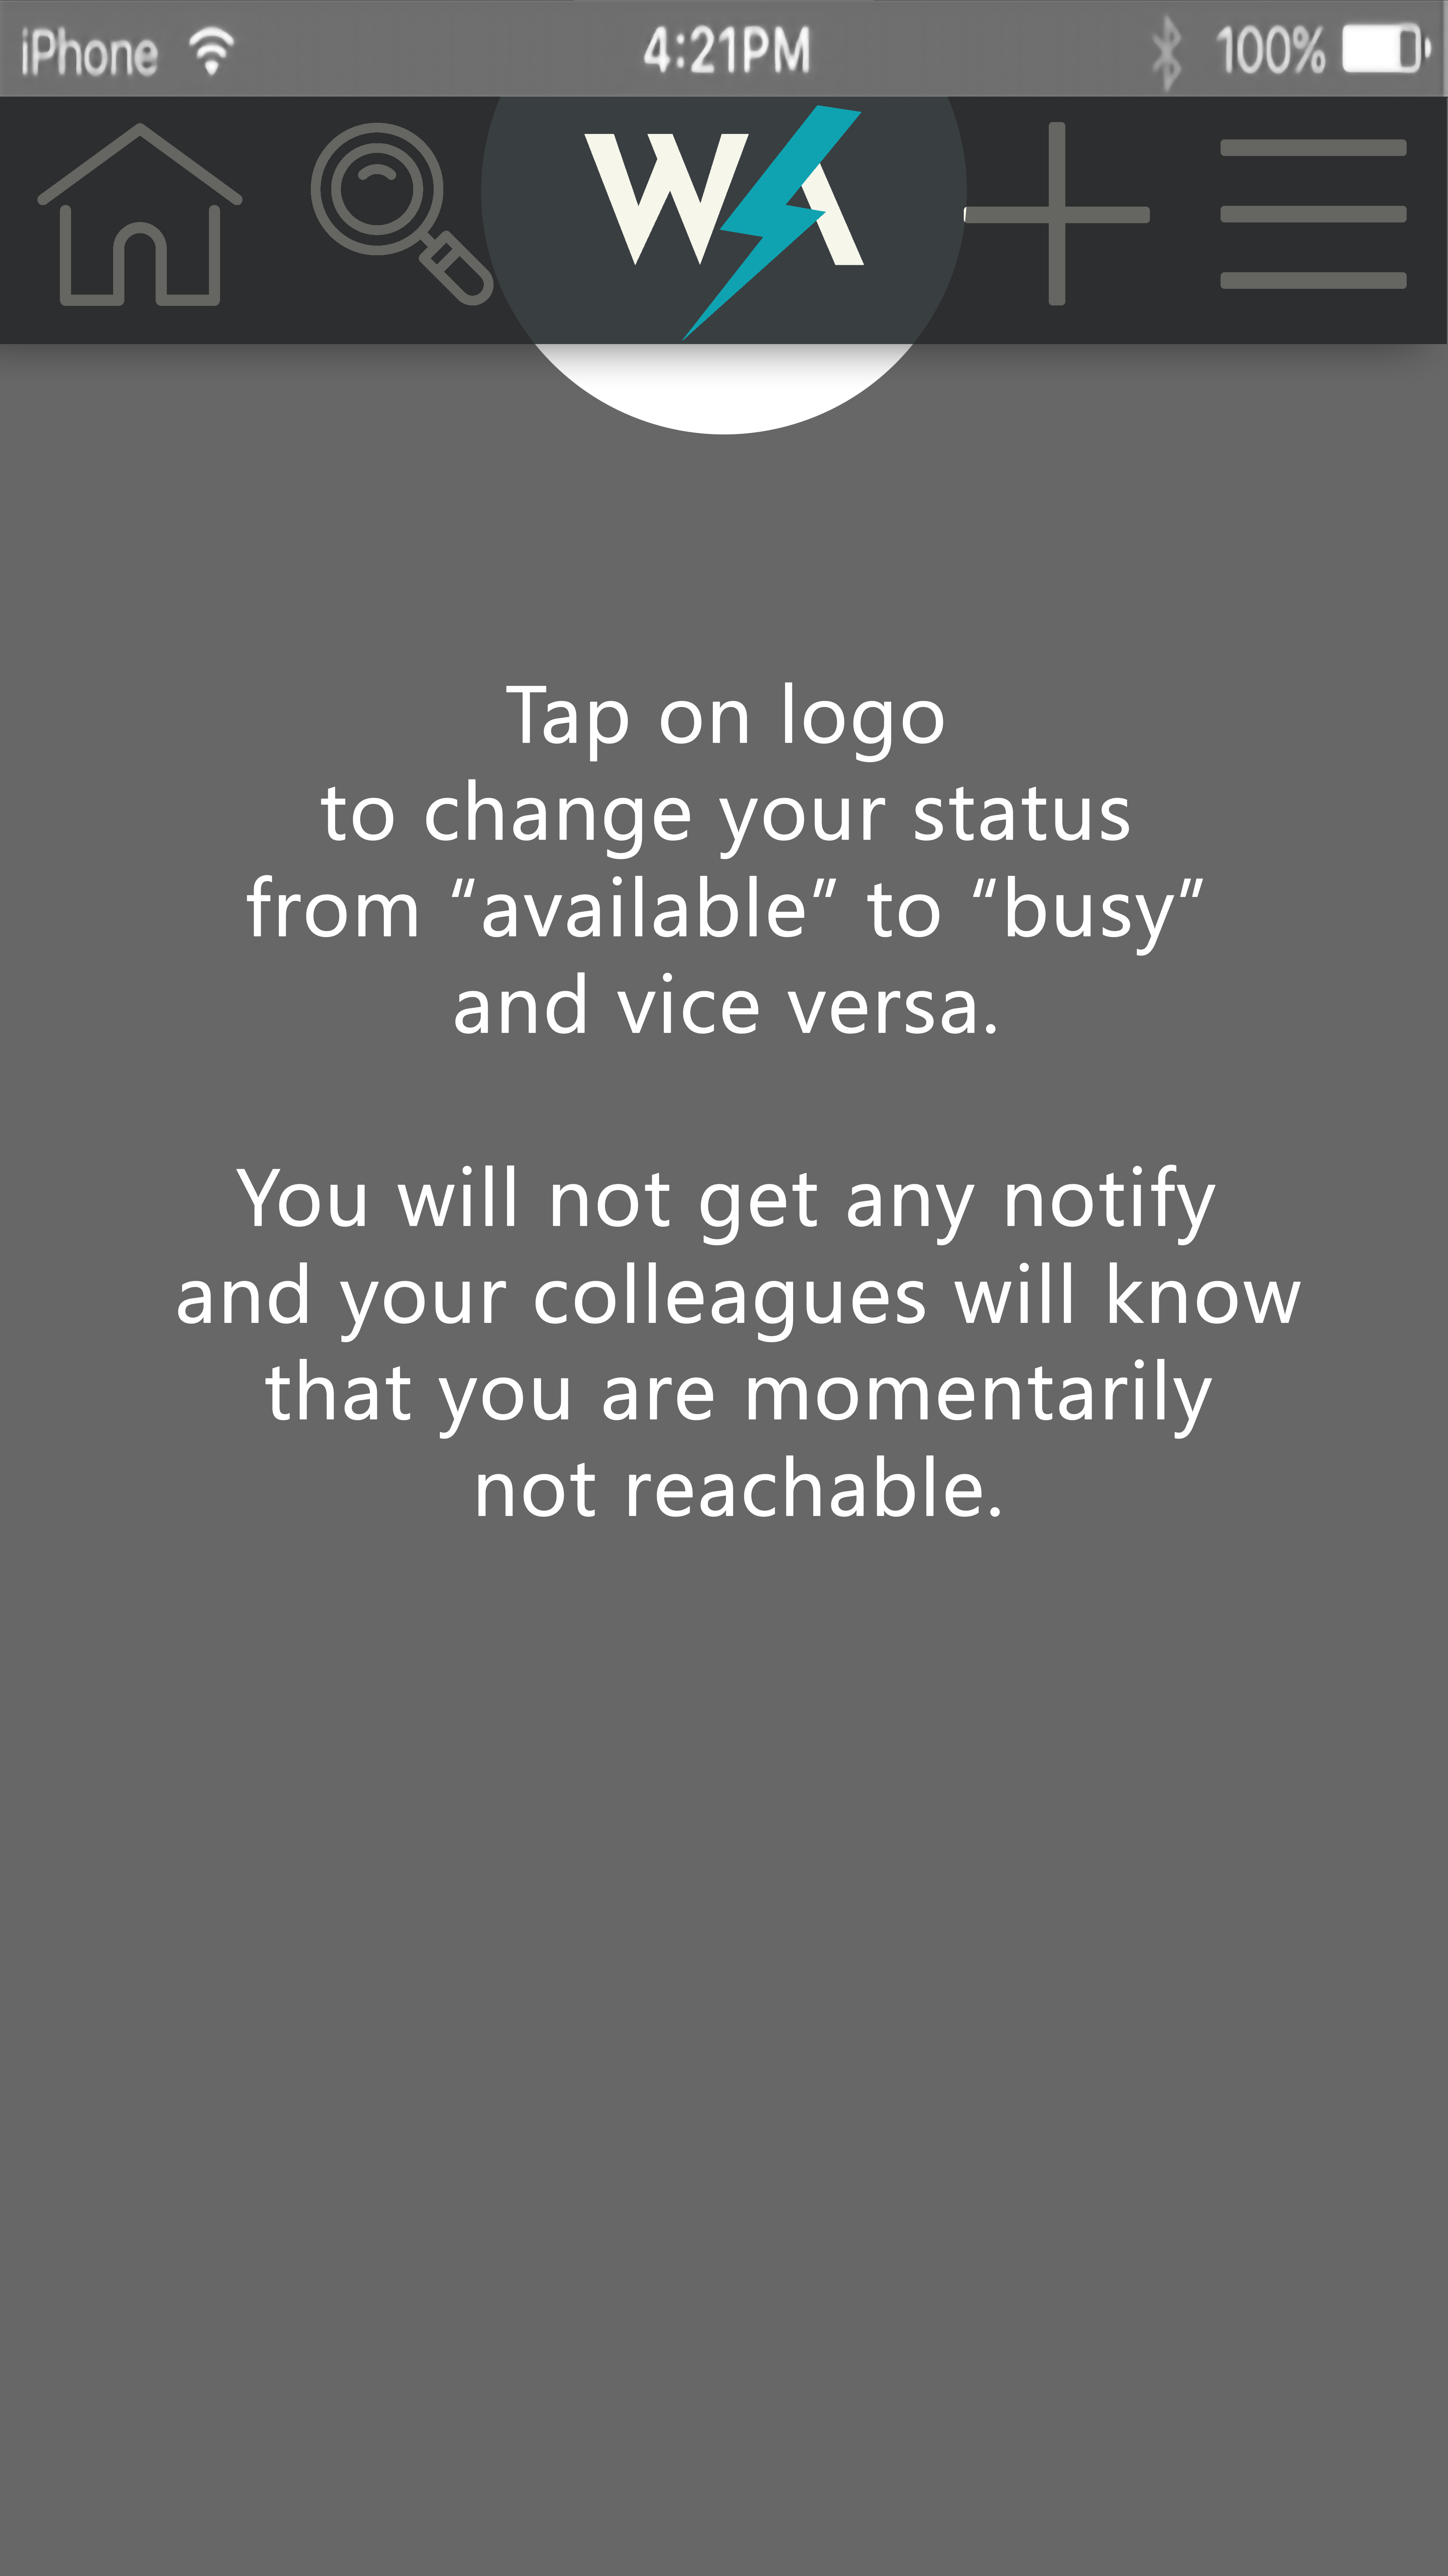 iPhone 4:21PM 100%
WA
Tap on logo
to change your status
from “available” to “busy”
and vice versa.
You will not get any notify
and your colleagues will know
that you are momentarily
not reachable.